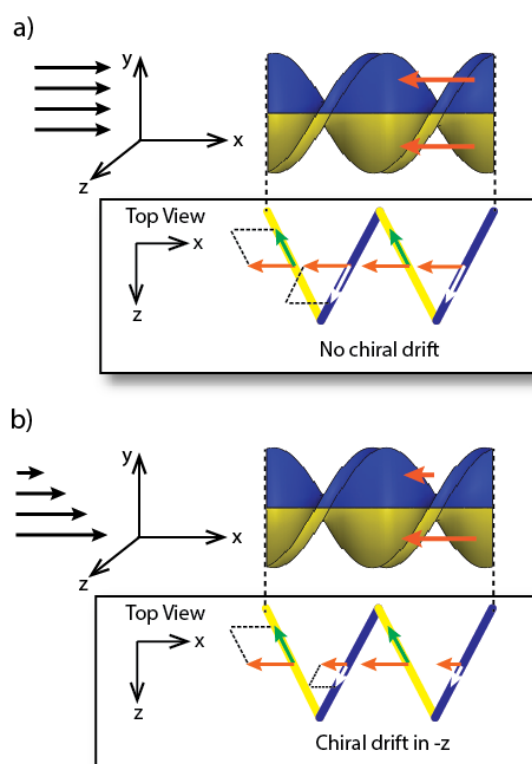 a)
y
x
z
Top View
x
z
No chiral drift
b)
y
x
z
Top View
x
z
Chiral drift in -z